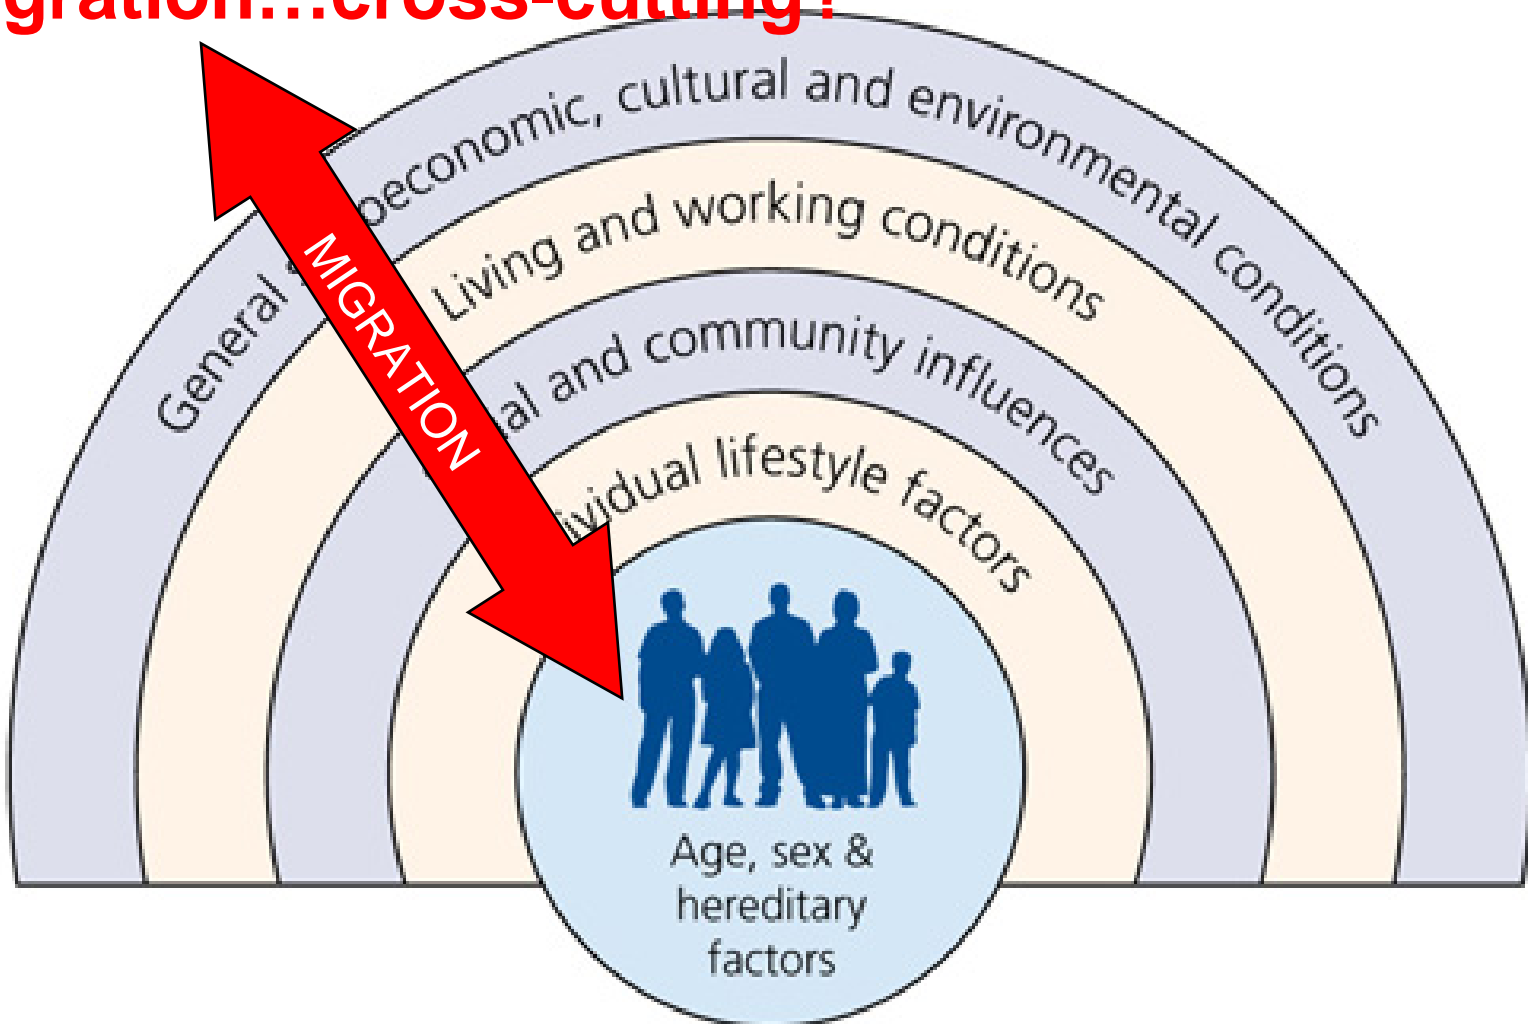 gration...cross-cutting?
General s oeconomic, cultural and environmental conditions
Living and working conditions
al and community influences
ividual lifestyle factors
MIGRATION
Age, sex &
hereditary
factors